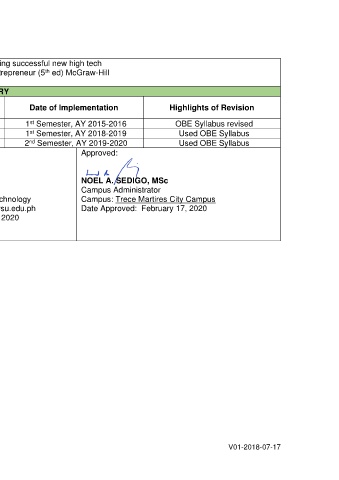 ing successful new high tech
trepreneur (5th ed) McGraw-Hill
RY
Date of Implementation Highlights of Revision
1st Semester, AY 2015-2016 OBE Syllabus revised
1st Semester, AY 2018-2019 Used OBE Syllabus
2nd Semester, AY 2019-2020 Used OBE Syllabus
Approved:
NOEL A. SEDIGO, MSc
Campus Administrator
chnology Campus: Trece Martires City Campus
su.edu.ph Date Approved: February 17, 2020
2020
V01-2018-07-17